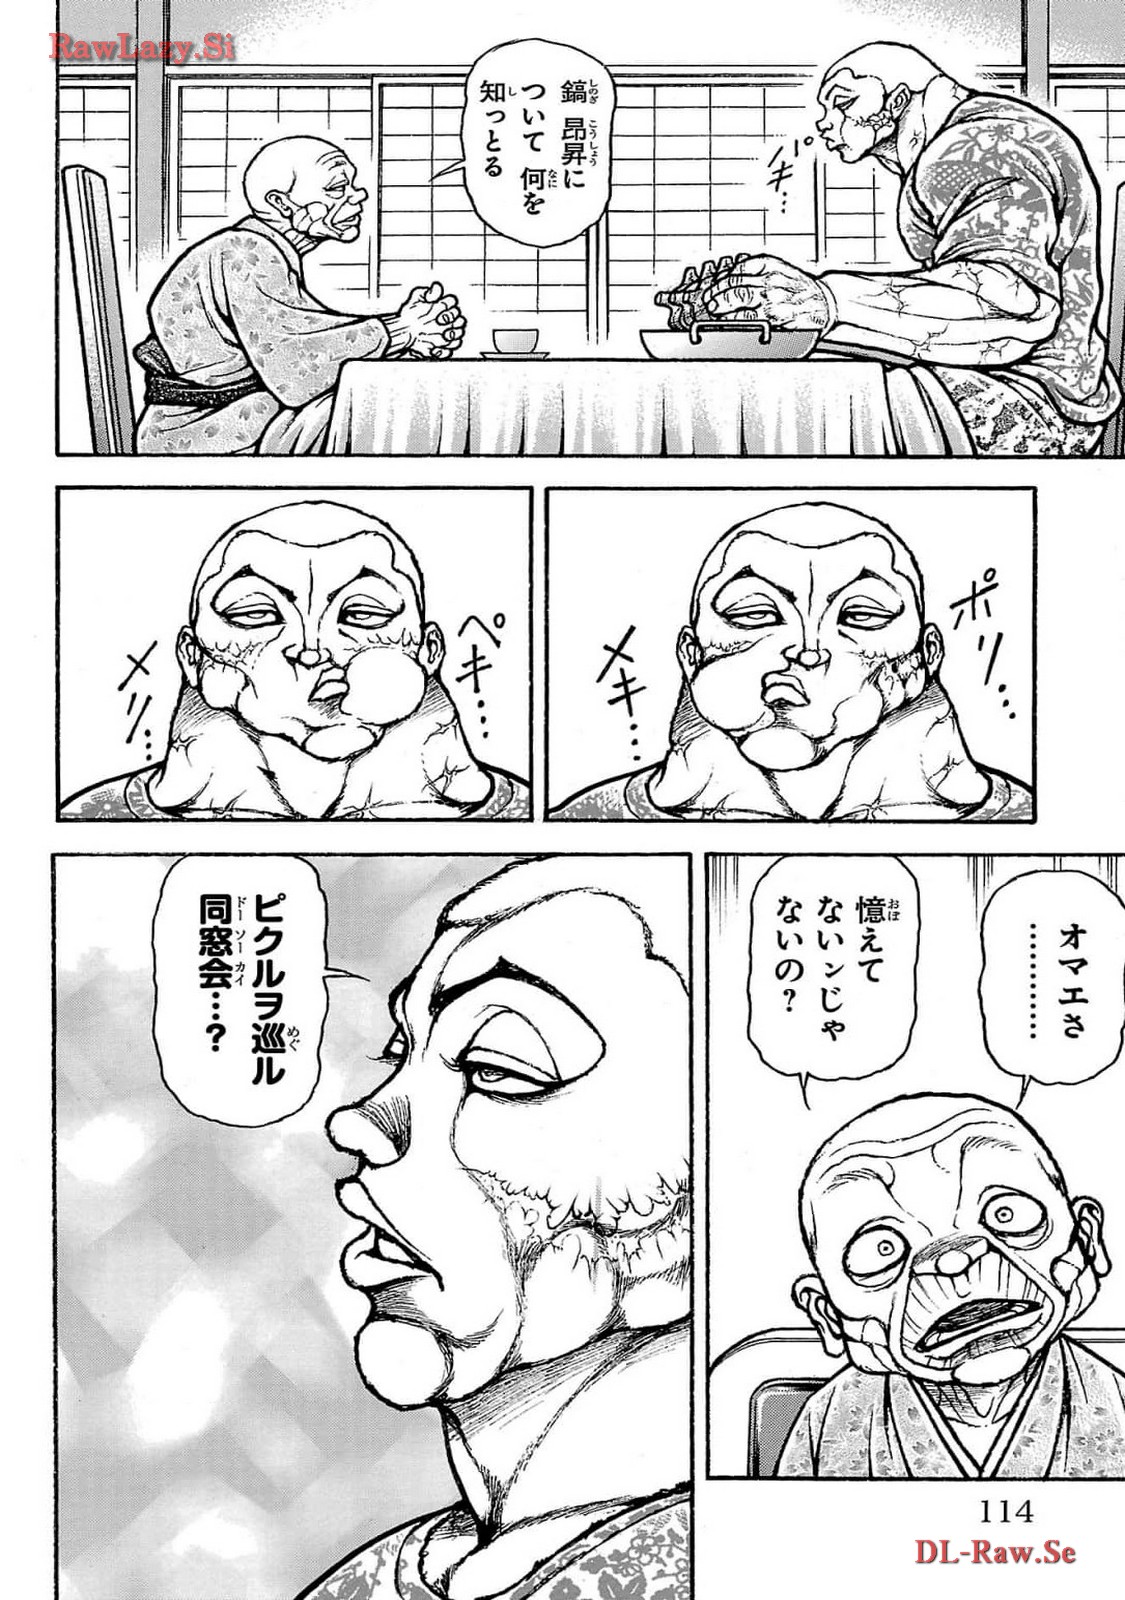 RawLazy.Si
パキ…
鎬 昂昇に
ついて 何を
知っとる
ポリ…
メキ…
ペキ…
メリ…
オマエさ
………
憶えて
ないンじゃ
ないの?
ピクルヲ巡ル
同窓会…?
114
DL-Raw.Se